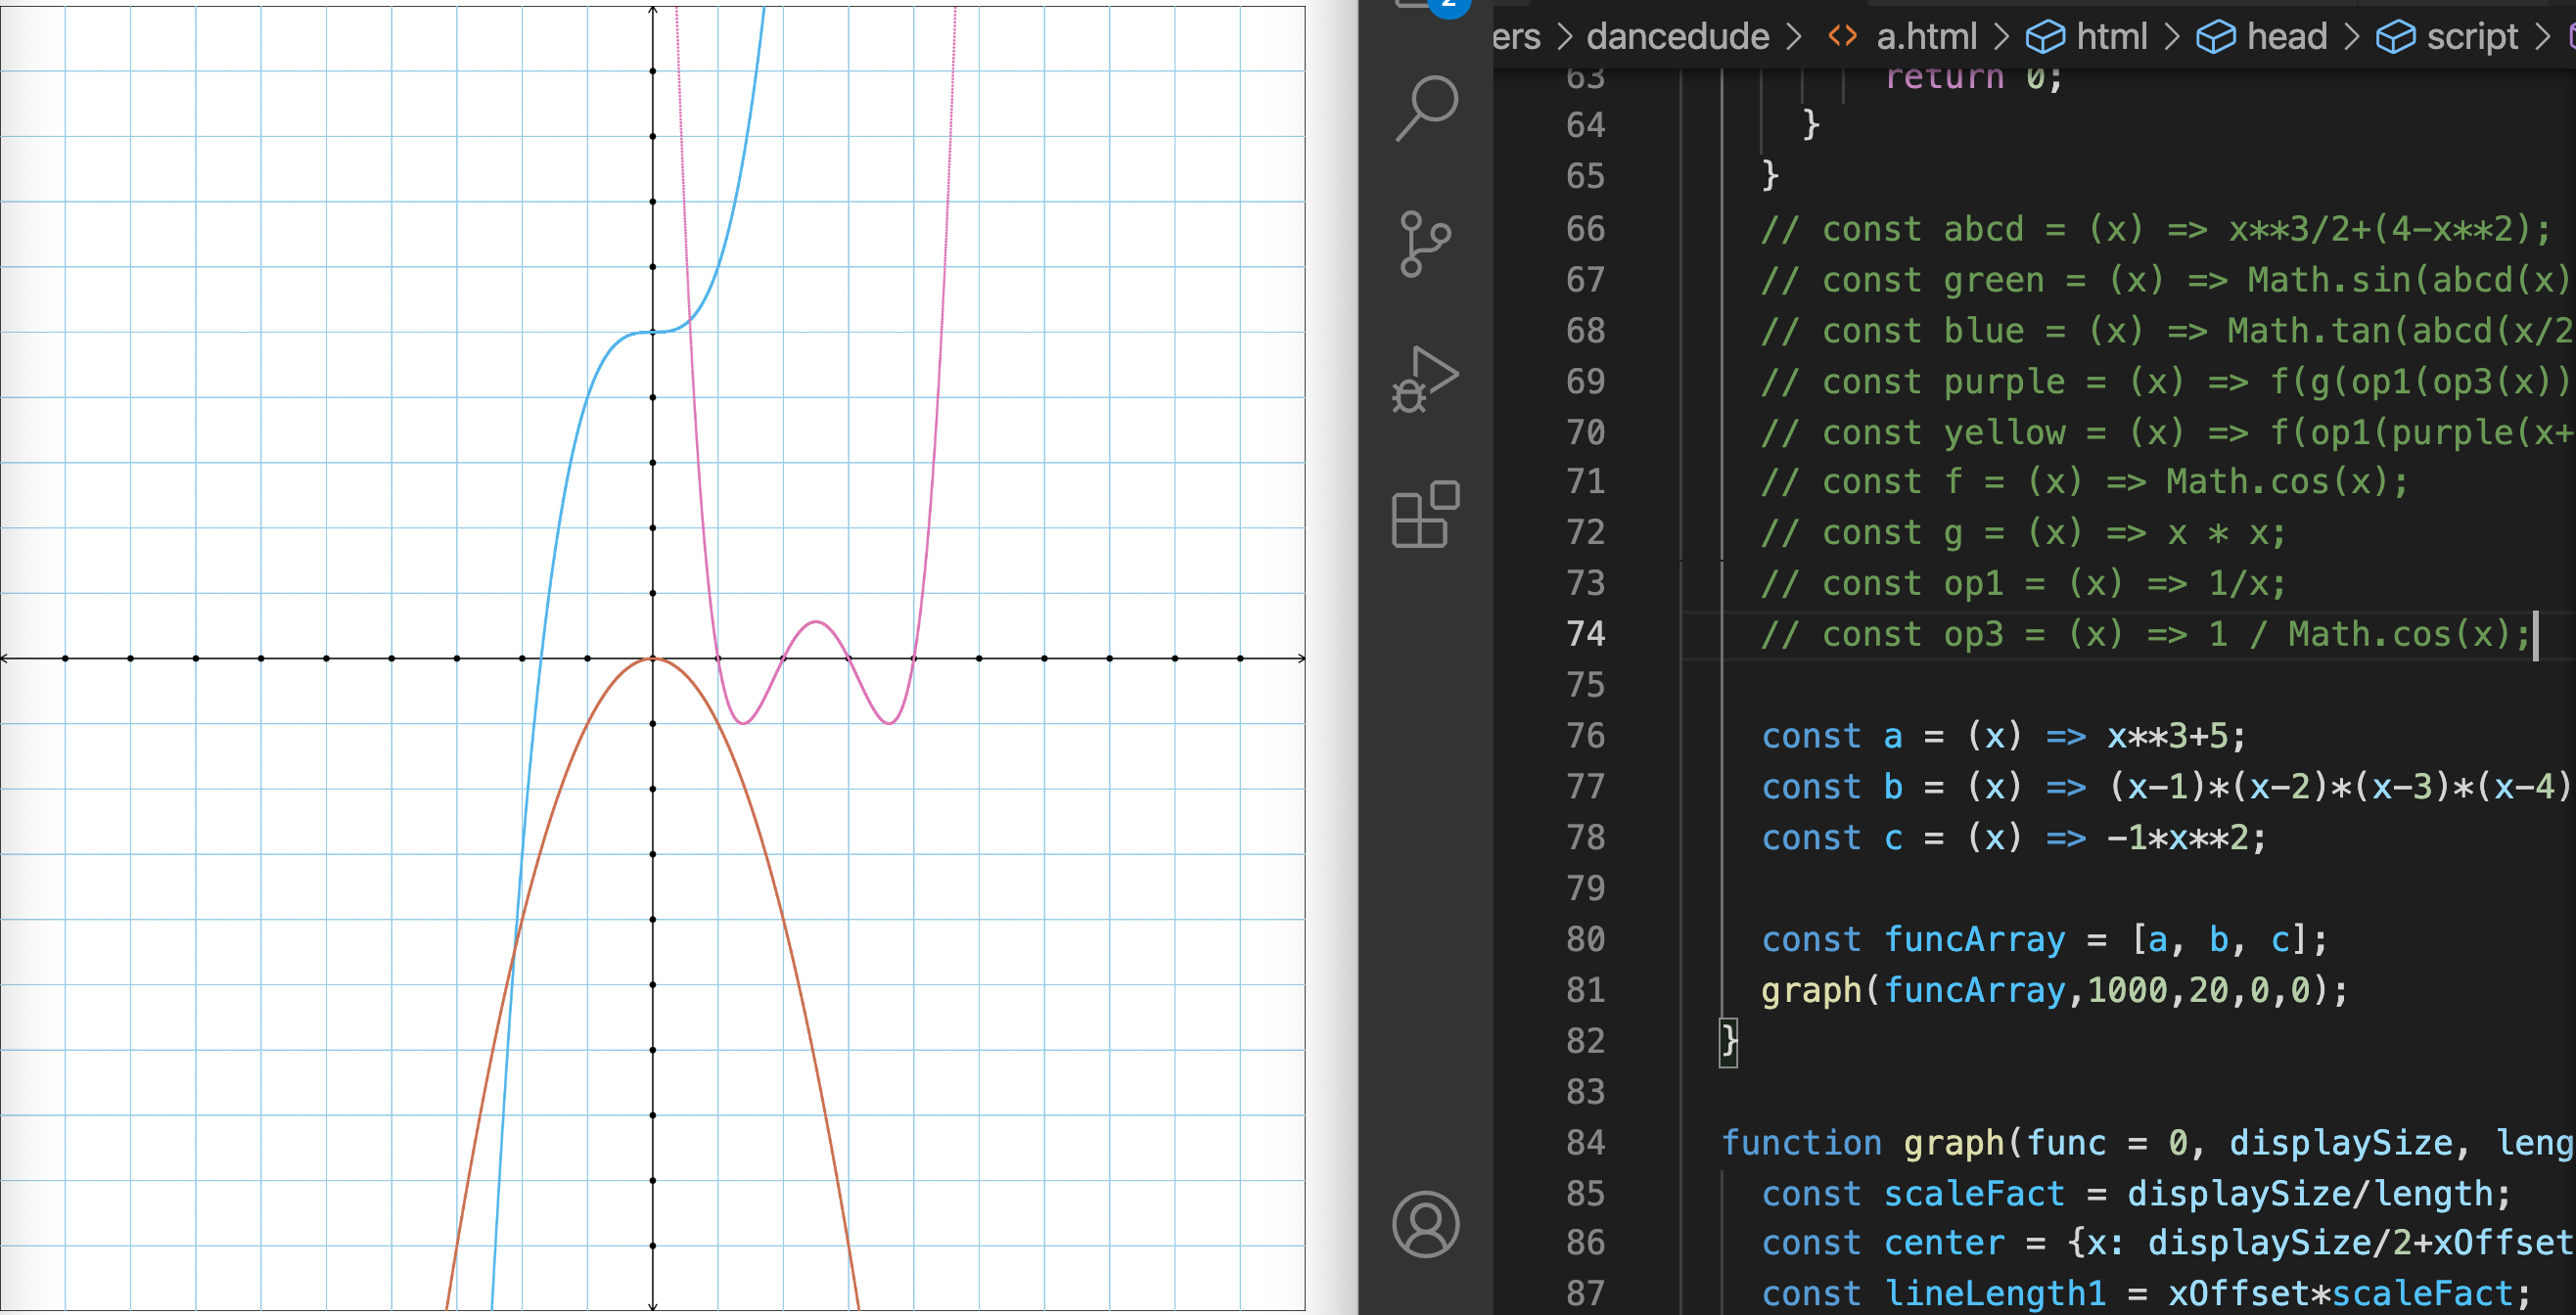 2
ers > dancedude > <> a.html > html > head > script >
63 return 0;
64 }
65 }
66 // const abcd = (x) => x**3/2+(4-x**2);
67 // const green = (x) => Math.sin(abcd(x)
68 // const blue = (x) => Math.tan(abcd(x/2
69 // const purple = (x) => f(g(op1(op3(x))
70 // const yellow = (x) => f(op1(purple(x+
71 // const f = (x) => Math.cos(x);
72 // const g = (x) => x * x;
73 // const op1 = (x) => 1/x;
74 // const op3 = (x) => 1 / Math.cos(x);
75
76 const a = (x) => x**3+5;
77 const b = (x) => (x-1)*(x-2)*(x-3)*(x-4)
78 const c = (x) => -1*x**2;
79
80 const funcArray = [a, b, c];
81 graph(funcArray,1000,20,0,0);
82 }
83
84 function graph(func = 0, displaySize, leng
85 const scaleFact = displaySize/length;
86 const center = {x: displaySize/2+xOffset
87 const lineLength1 = xOffset*scaleFact;